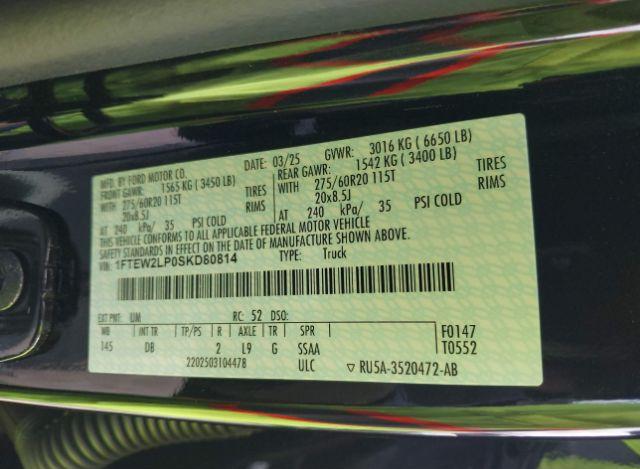 MFD. BY FORD MOTOR CO. DATE: 03/25 GVWR: 3016 KG ( 6650 LB)
FRONT GAWR: 1565 KG ( 3450 LB) REAR GAWR: 1542 KG ( 3400 LB)
WITH 275/60R20 115T TIRES WITH 275/60R20 115T TIRES
20x8.5J RIMS 20x8.5J RIMS
AT 240 kPa/ 35 PSI COLD AT 240 kPa/ 35 PSI COLD
THIS VEHICLE CONFORMS TO ALL APPLICABLE FEDERAL MOTOR VEHICLE
SAFETY STANDARDS IN EFFECT ON THE DATE OF MANUFACTURE SHOWN ABOVE.
VIN: 1FTEW2LP0SKD80814 TYPE: Truck
EXT PNT: UM RC: 52 DSO:
WB INT TR TP/PS R AXLE TR SPR F0147
145 DB 2 L9 G SSAA T0552
2202503104478 ULC ▽ RU5A-3520472-AB